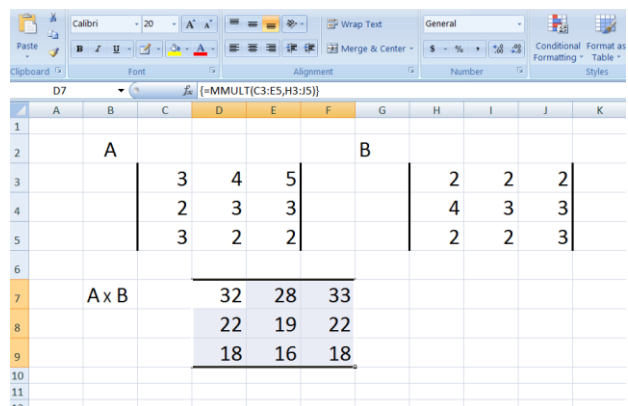 Calibri 20 A A Wrap Text General
Paste B I U A Merge & Center $ % , Conditional Format as
Formatting Table
Clipboard Font Alignment Number Styles
D7 fx {=MMULT(C3:E5,H3:J5)}
A B C D E F G H I J K
1
2 A B
3 3 4 5 2 2 2
4 2 3 3 4 3 3
5 3 2 2 2 2 3
6
7 A x B 32 28 33
8 22 19 22
9 18 16 18
10
11